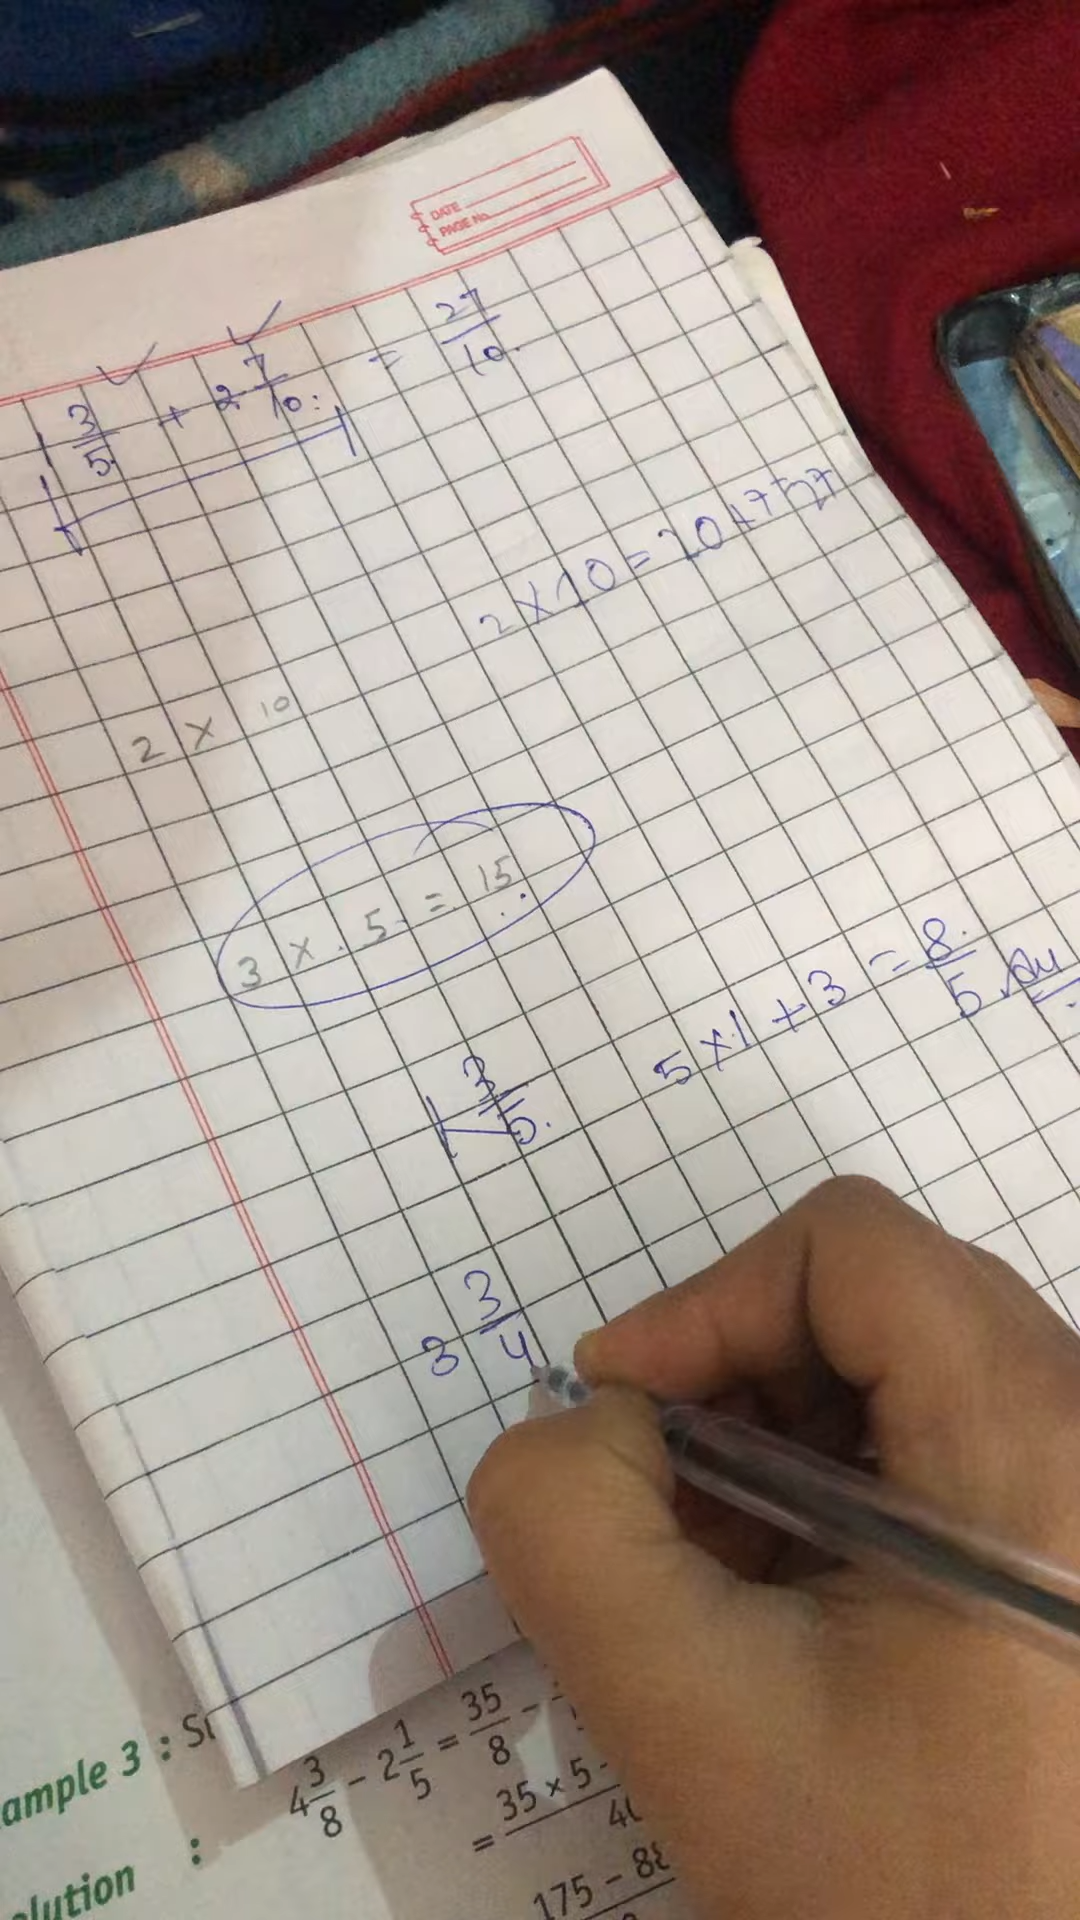 DATE
PAGE No.
1 3/5 + 2 7/10 = 27/10
2 x 10 = 20 + 7 = 27
2 x 10
3 x 5 = 15
5 x 1 + 3 = 8/5
1 3/5
3 3/4
ample 3 :
4 3/8 - 2 1/5 = 35/8 -
olution :
= 35 × 5 -
175 - 88